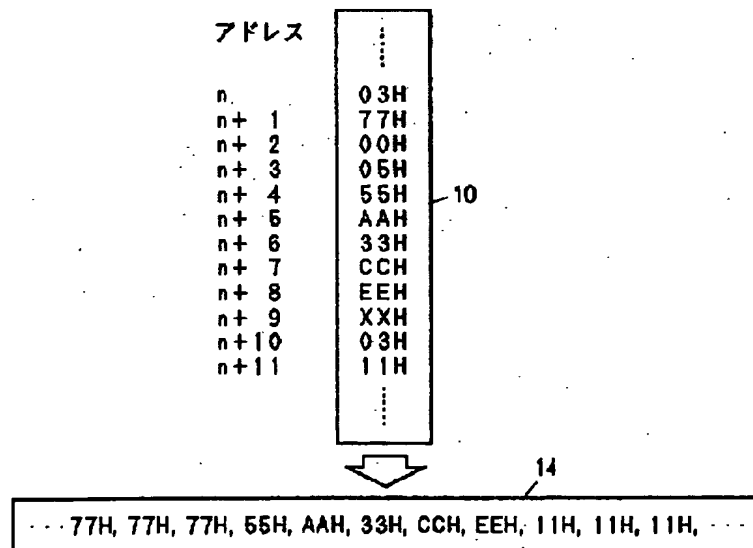 アドレス
n 03H
n+ 1 77H
n+ 2 00H
n+ 3 05H
n+ 4 55H
n+ 5 AAH
n+ 6 33H
n+ 7 CCH
n+ 8 EEH
n+ 9 XXH
n+10 03H
n+11 11H
10
14
··· 77H, 77H, 77H, 55H, AAH, 33H, CCH, EEH, 11H, 11H, 11H, ···